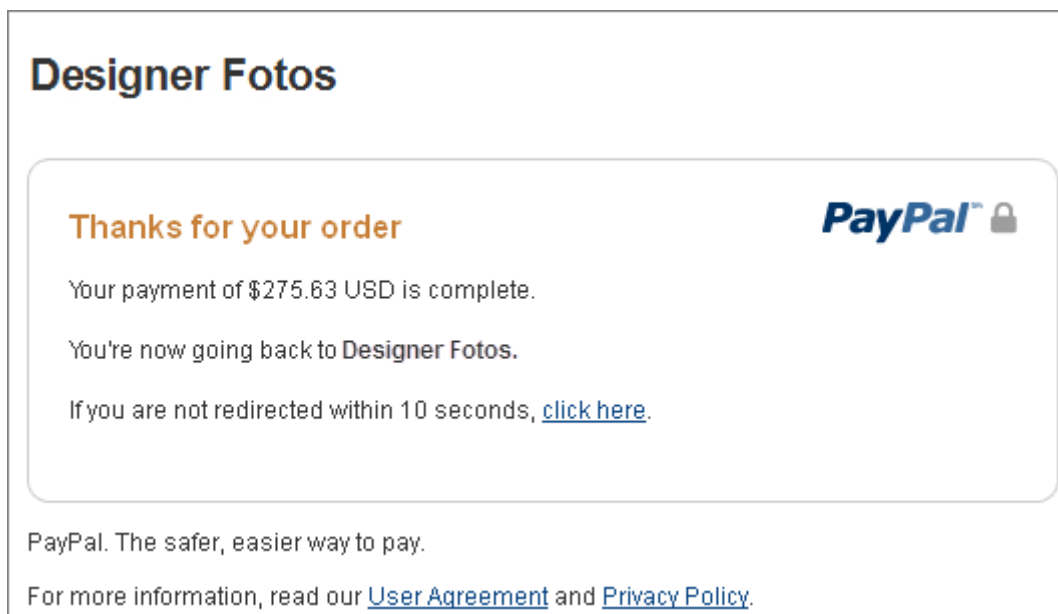 Designer Fotos
Thanks for your order
PayPal℠
Your payment of $275.63 USD is complete.
You're now going back to Designer Fotos.
If you are not redirected within 10 seconds, click here.
PayPal. The safer, easier way to pay.
For more information, read our User Agreement and Privacy Policy.